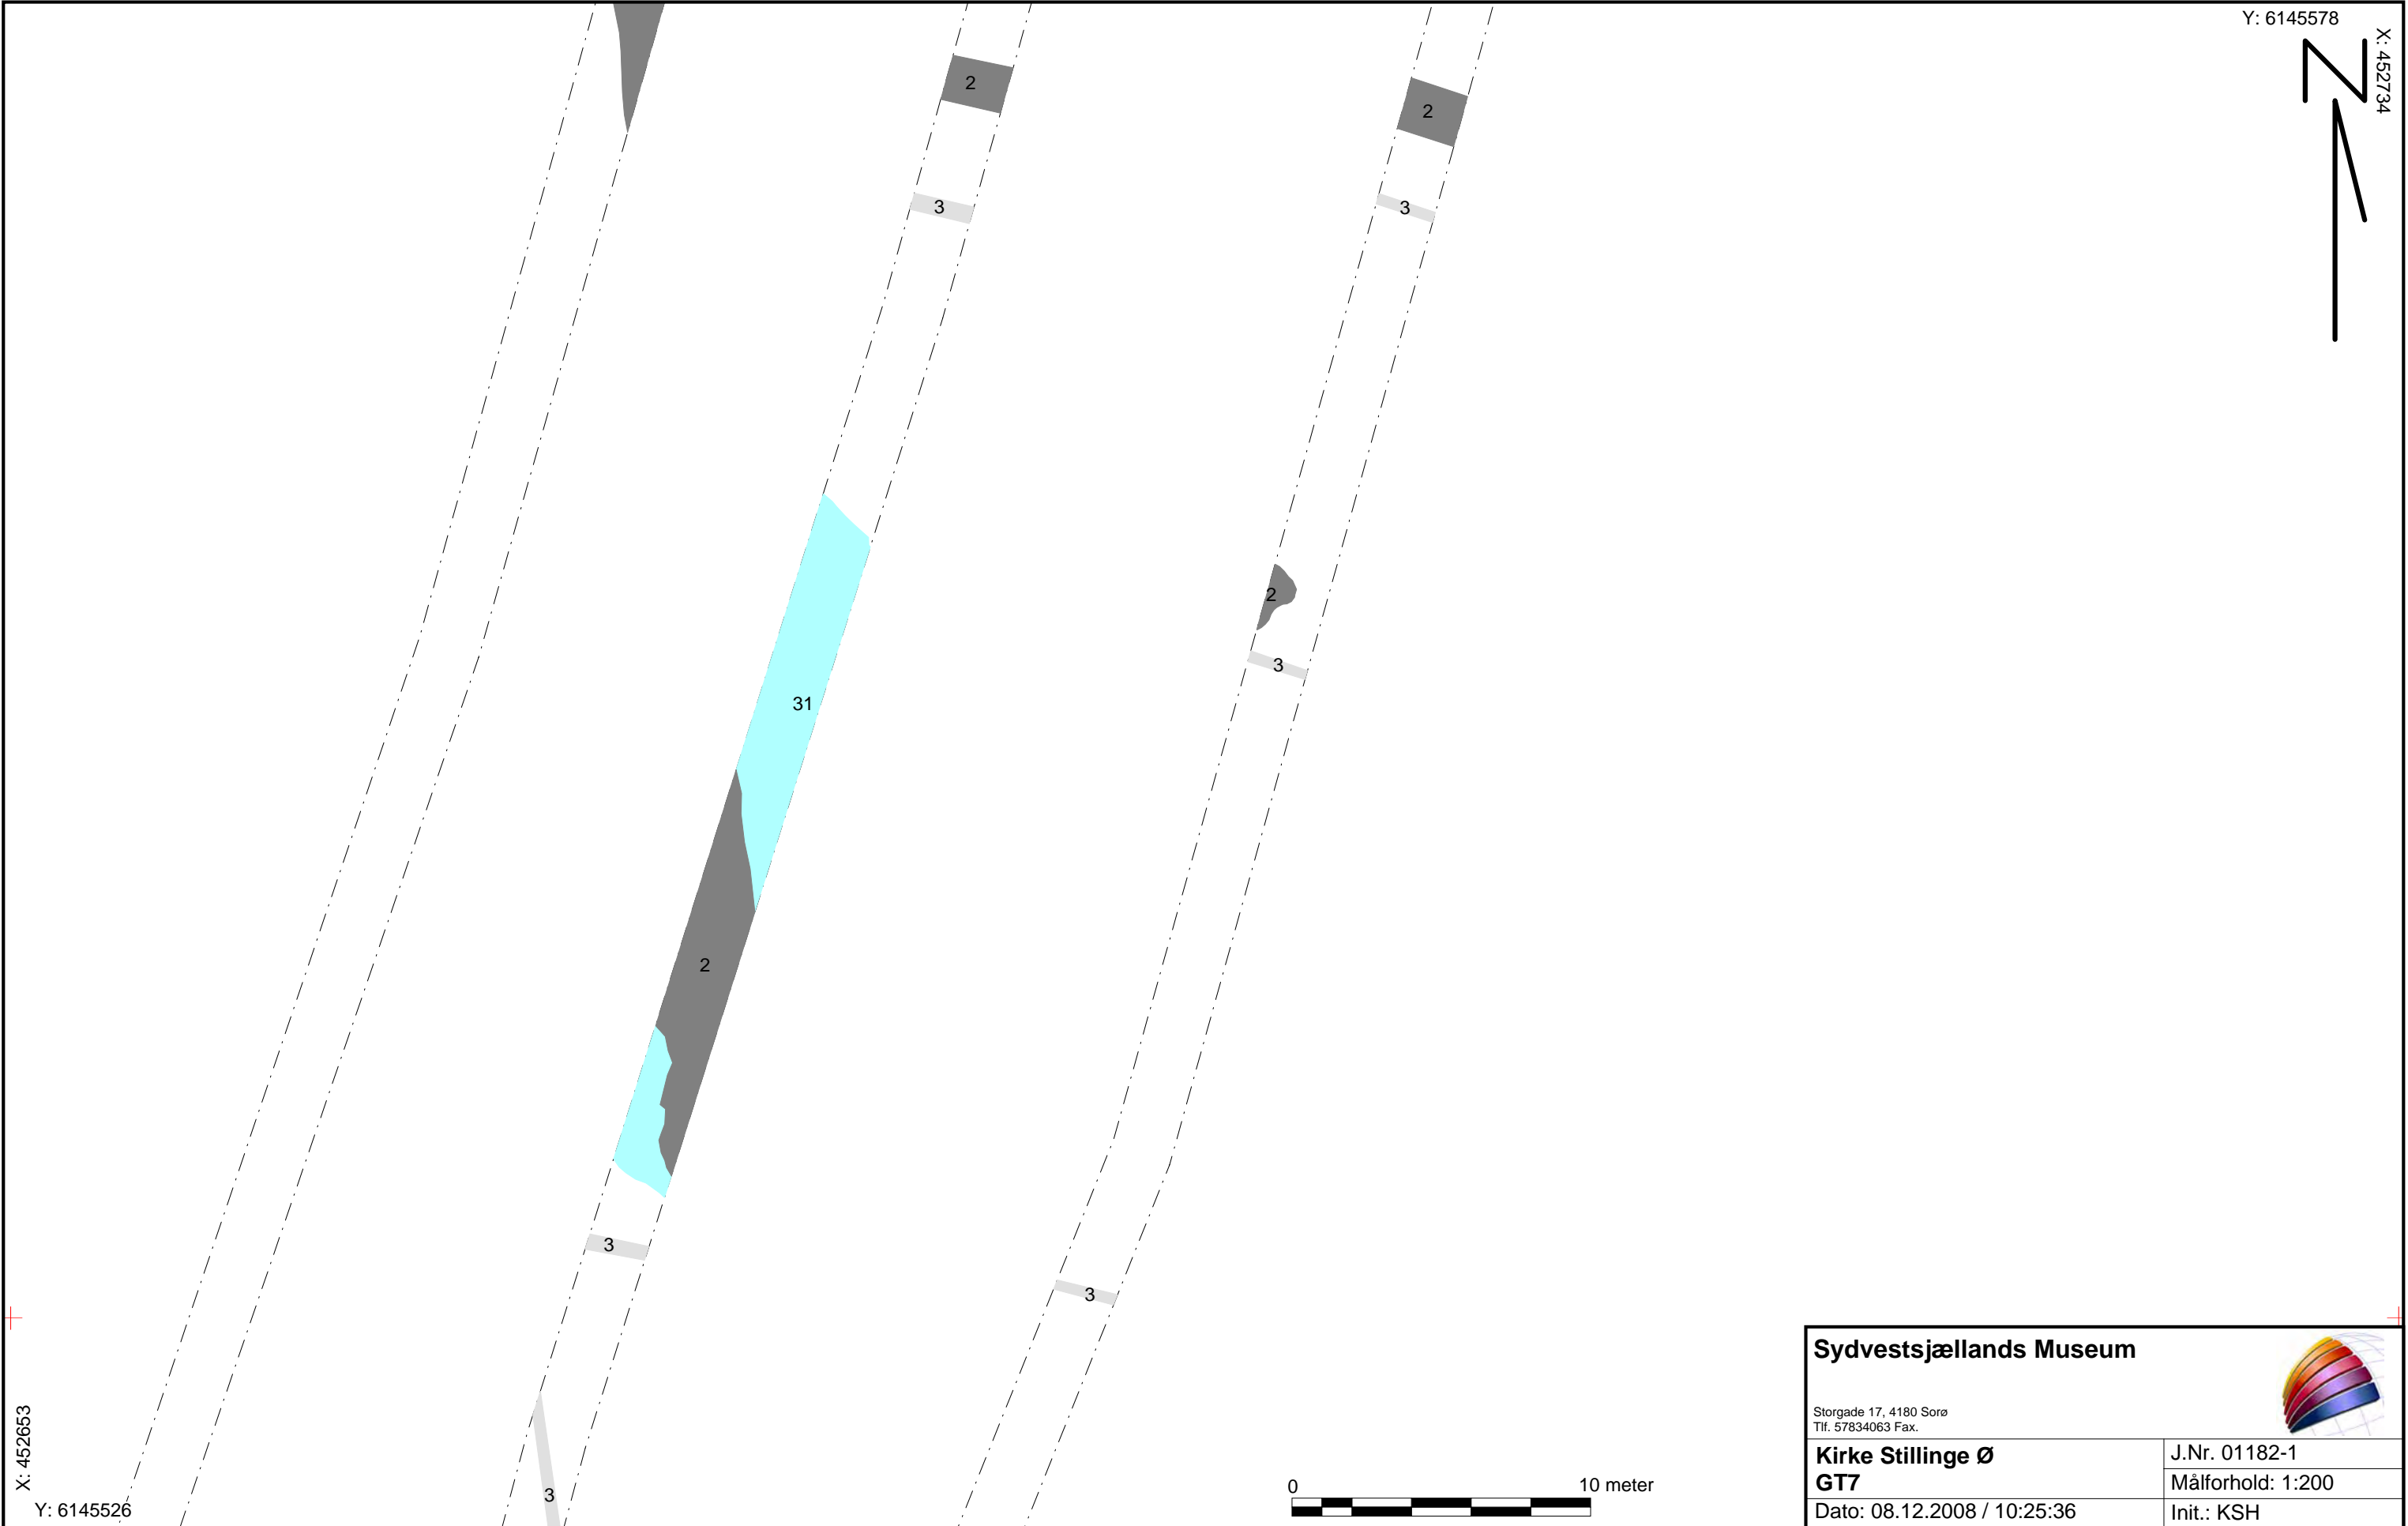 Y: 6145578
X: 452734
2
2
3
3
2
3
31
2
3
3
3
X: 452653
Y: 6145526
0 10 meter
Sydvestsjællands Museum
Storgade 17, 4180 Sorø
Tlf. 57834063 Fax.
Kirke Stillinge Ø
GT7
J.Nr. 01182-1
Målforhold: 1:200
Dato: 08.12.2008 / 10:25:36
Init.: KSH